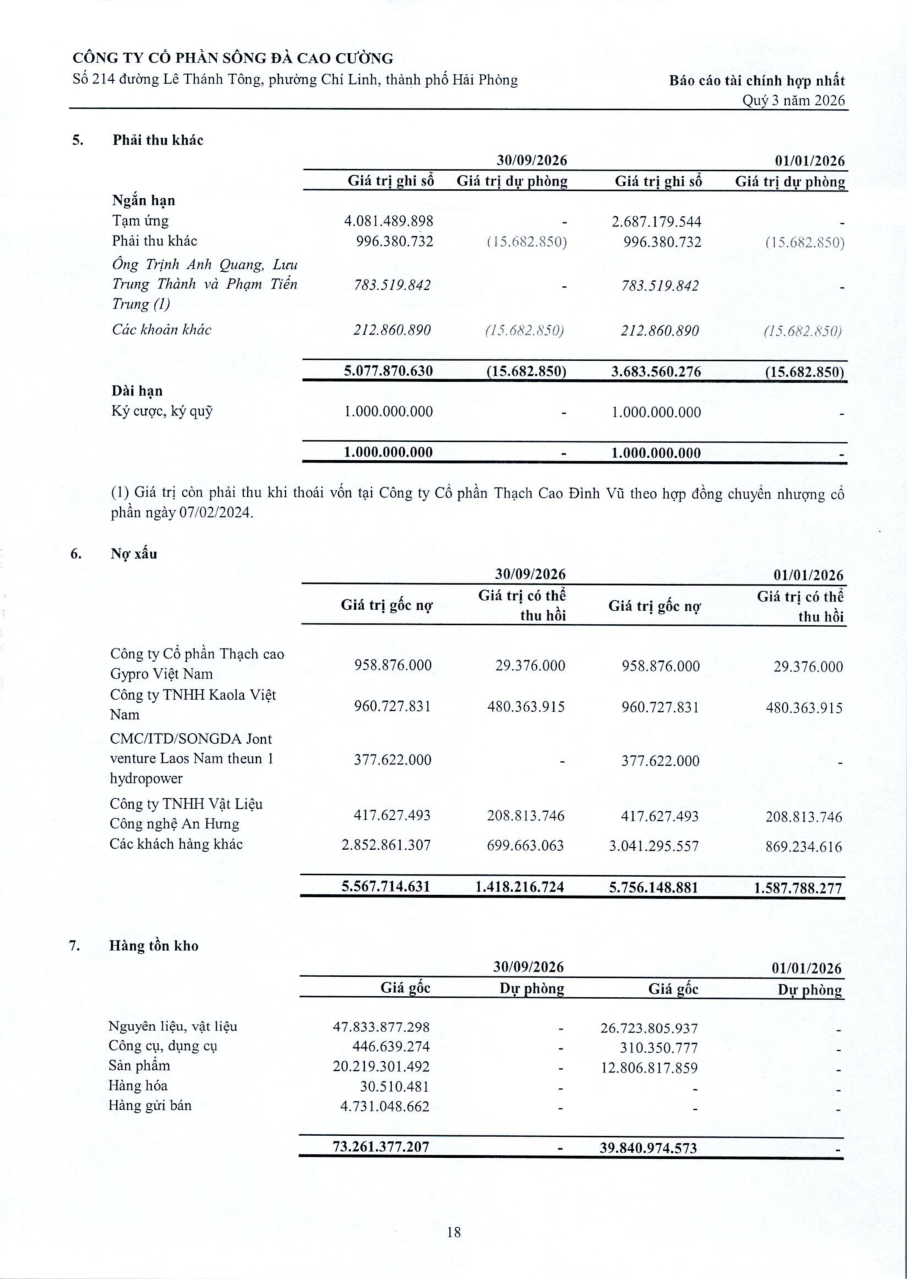 CÔNG TY CỔ PHẦN SÔNG ĐÀ CAO CƯỜNG
Số 214 đường Lê Thánh Tông, phường Chí Linh, thành phố Hải Phòng
Báo cáo tài chính hợp nhất
Quý 3 năm 2026
5. Phải thu khác
30/09/2026 01/01/2026
Giá trị ghi sổ Giá trị dự phòng Giá trị ghi sổ Giá trị dự phòng
Ngắn hạn
Tạm ứng 4.081.489.898 - 2.687.179.544 -
Phải thu khác 996.380.732 (15.682.850) 996.380.732 (15.682.850)
Ông Trịnh Anh Quang, Lưu
Trung Thành và Phạm Tiến 783.519.842 - 783.519.842 -
Trung (1)
Các khoản khác 212.860.890 (15.682.850) 212.860.890 (15.682.850)
5.077.870.630 (15.682.850) 3.683.560.276 (15.682.850)
Dài hạn
Ký cược, ký quỹ 1.000.000.000 - 1.000.000.000 -
1.000.000.000 - 1.000.000.000 -
(1) Giá trị còn phải thu khi thoái vốn tại Công ty Cổ phần Thạch Cao Đình Vũ theo hợp đồng chuyển nhượng cổ
phần ngày 07/02/2024.
6. Nợ xấu
30/09/2026 01/01/2026
Giá trị gốc nợ Giá trị có thể Giá trị gốc nợ Giá trị có thể
thu hồi thu hồi
Công ty Cổ phần Thạch cao
Gypro Việt Nam 958.876.000 29.376.000 958.876.000 29.376.000
Công ty TNHH Kaola Việt
Nam 960.727.831 480.363.915 960.727.831 480.363.915
CMC/ITD/SONGDA Jont
venture Laos Nam theun 1 377.622.000 - 377.622.000 -
hydropower
Công ty TNHH Vật Liệu
Công nghệ An Hưng 417.627.493 208.813.746 417.627.493 208.813.746
Các khách hàng khác 2.852.861.307 699.663.063 3.041.295.557 869.234.616
5.567.714.631 1.418.216.724 5.756.148.881 1.587.788.277
7. Hàng tồn kho
30/09/2026 01/01/2026
Giá gốc Dự phòng Giá gốc Dự phòng
Nguyên liệu, vật liệu 47.833.877.298 - 26.723.805.937 -
Công cụ, dụng cụ 446.639.274 - 310.350.777 -
Sản phẩm 20.219.301.492 - 12.806.817.859 -
Hàng hóa 30.510.481 - - -
Hàng gửi bán 4.731.048.662 - - -
73.261.377.207 - 39.840.974.573 -
18